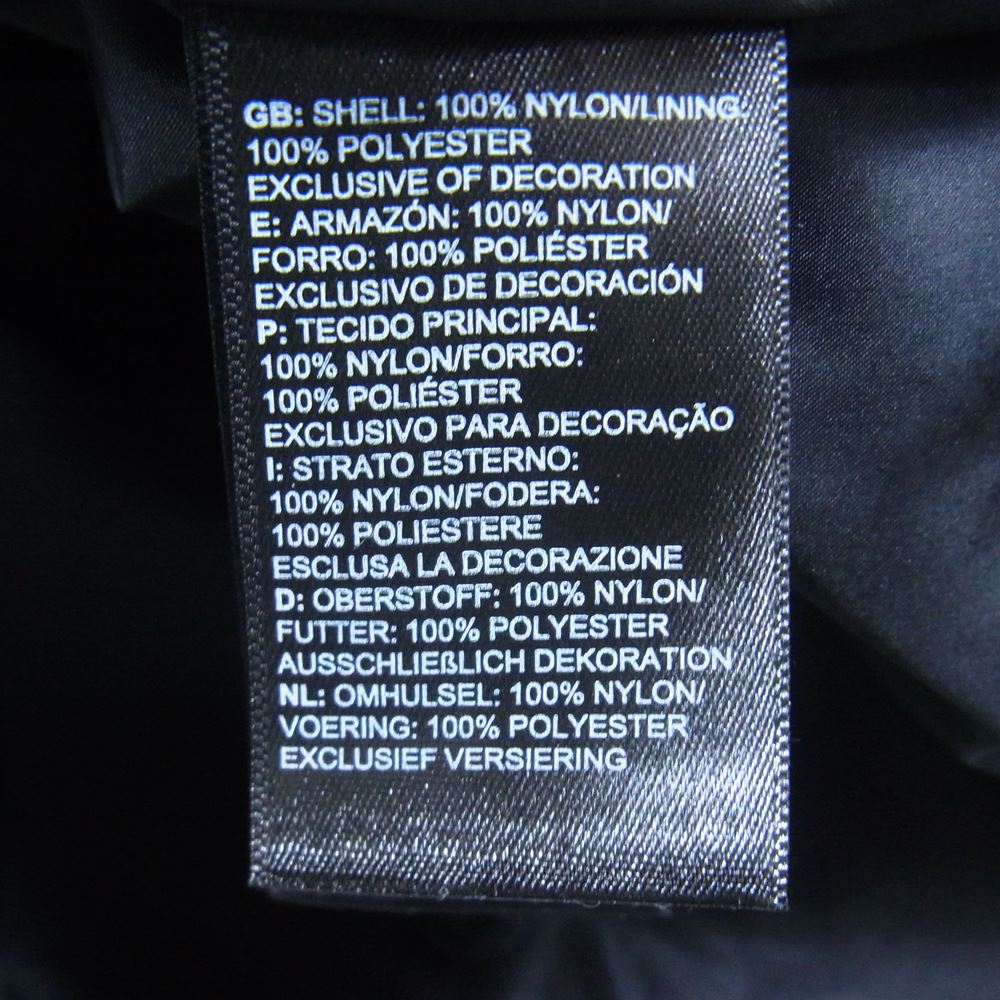 GB: SHELL: 100% NYLON/LINING:
100% POLYESTER
EXCLUSIVE OF DECORATION
E: ARMAZÓN: 100% NYLON/
FORRO: 100% POLIÉSTER
EXCLUSIVO DE DECORACIÓN
P: TECIDO PRINCIPAL:
100% NYLON/FORRO:
100% POLIÉSTER
EXCLUSIVO PARA DECORAÇÃO
I: STRATO ESTERNO:
100% NYLON/FODERA:
100% POLIESTERE
ESCLUSA LA DECORAZIONE
D: OBERSTOFF: 100% NYLON/
FUTTER: 100% POLYESTER
AUSSCHLIEßLICH DEKORATION
NL: OMHULSEL: 100% NYLON/
VOERING: 100% POLYESTER
EXCLUSIEF VERSIERING